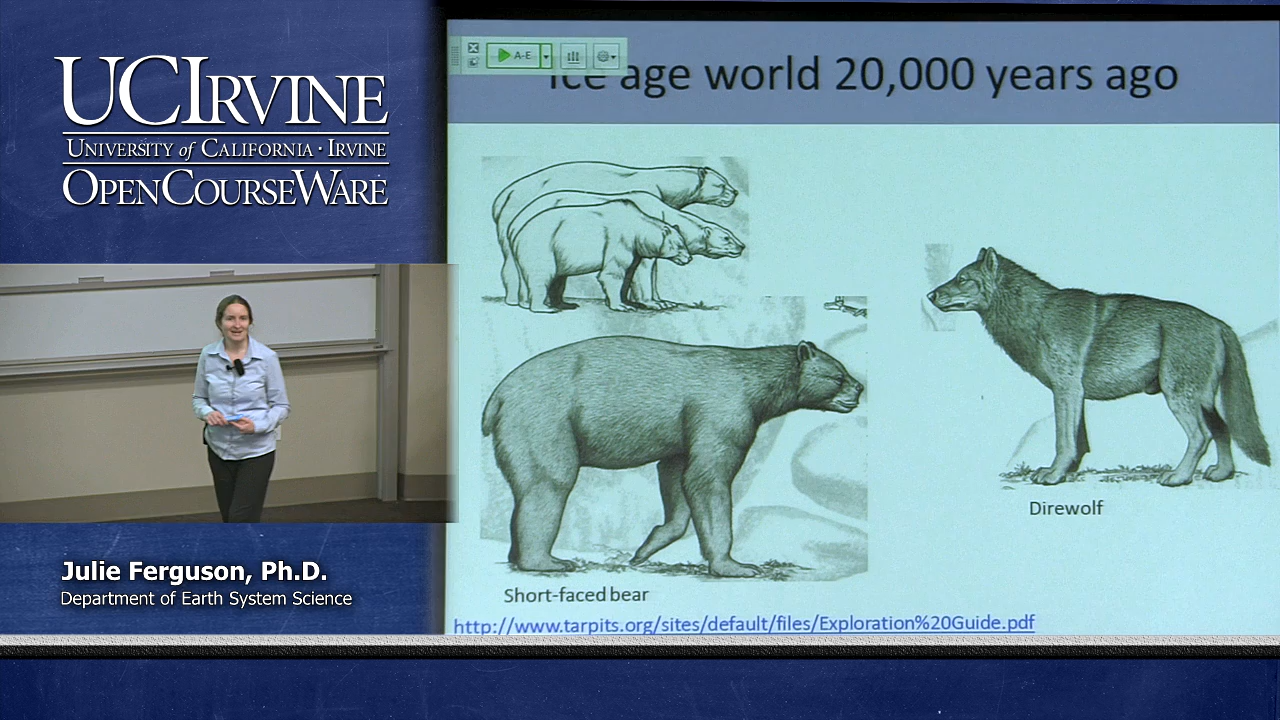 UCIRVINE
UNIVERSITY of CALIFORNIA · IRVINE
OPENCOURSEWARE
A-E
Ice age world 20,000 years ago
Direwolf
Short-faced bear
http://www.tarpits.org/sites/default/files/Exploration%20Guide.pdf
Julie Ferguson, Ph.D.
Department of Earth System Science